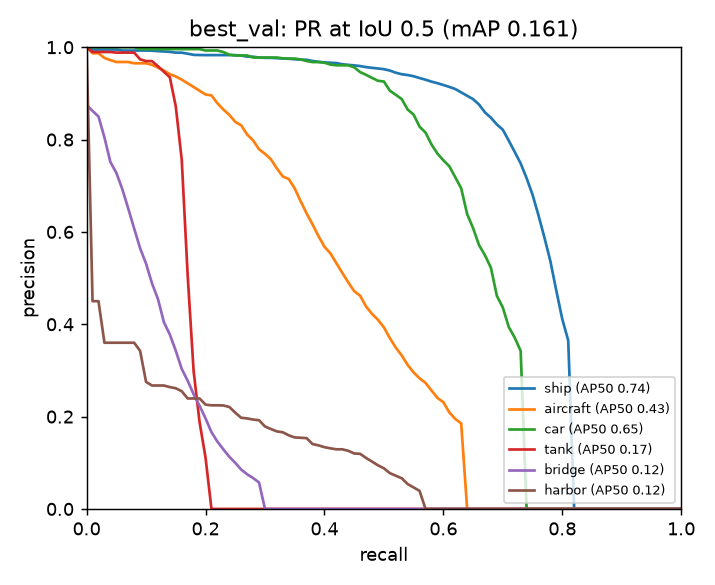 best_val: PR at IoU 0.5 (mAP 0.161)
precision
1.0
0.8
0.6
0.4
0.2
0.0
ship (AP50 0.74)
aircraft (AP50 0.43)
car (AP50 0.65)
tank (AP50 0.17)
bridge (AP50 0.12)
harbor (AP50 0.12)
0.0 0.2 0.4 0.6 0.8 1.0
recall